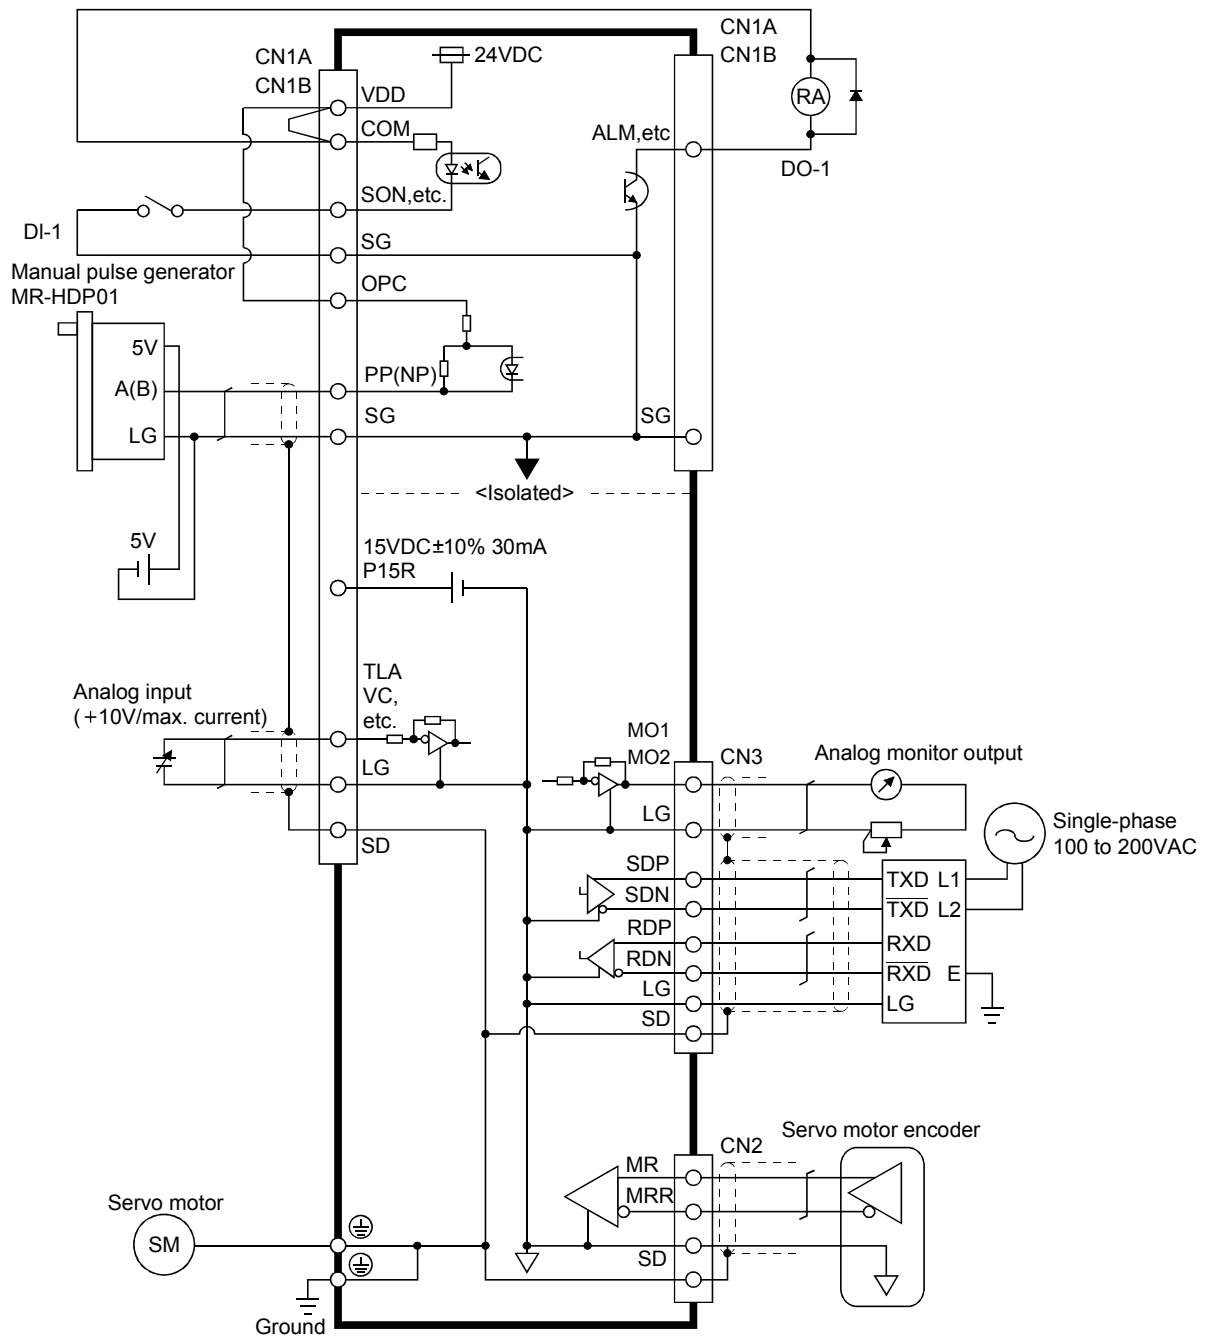 CN1A
CN1B
24VDC
CN1A
CN1B
VDD
COM
RA
ALM,etc
DO-1
SON,etc.
DI-1
SG
Manual pulse generator
MR-HDP01
OPC
5V
A(B)
PP(NP)
LG
SG
SG
<Isolated>
5V
15VDC±10% 30mA
P15R
Analog input
(+10V/max. current)
TLA
VC,
etc.
LG
SD
MO1
MO2
CN3
Analog monitor output
LG
Single-phase
100 to 200VAC
SDP
TXD L1
SDN
TXD L2
RDP
RXD
RDN
RXD E
LG
LG
SD
Servo motor encoder
CN2
MR
MRR
SD
Servo motor
SM
Ground